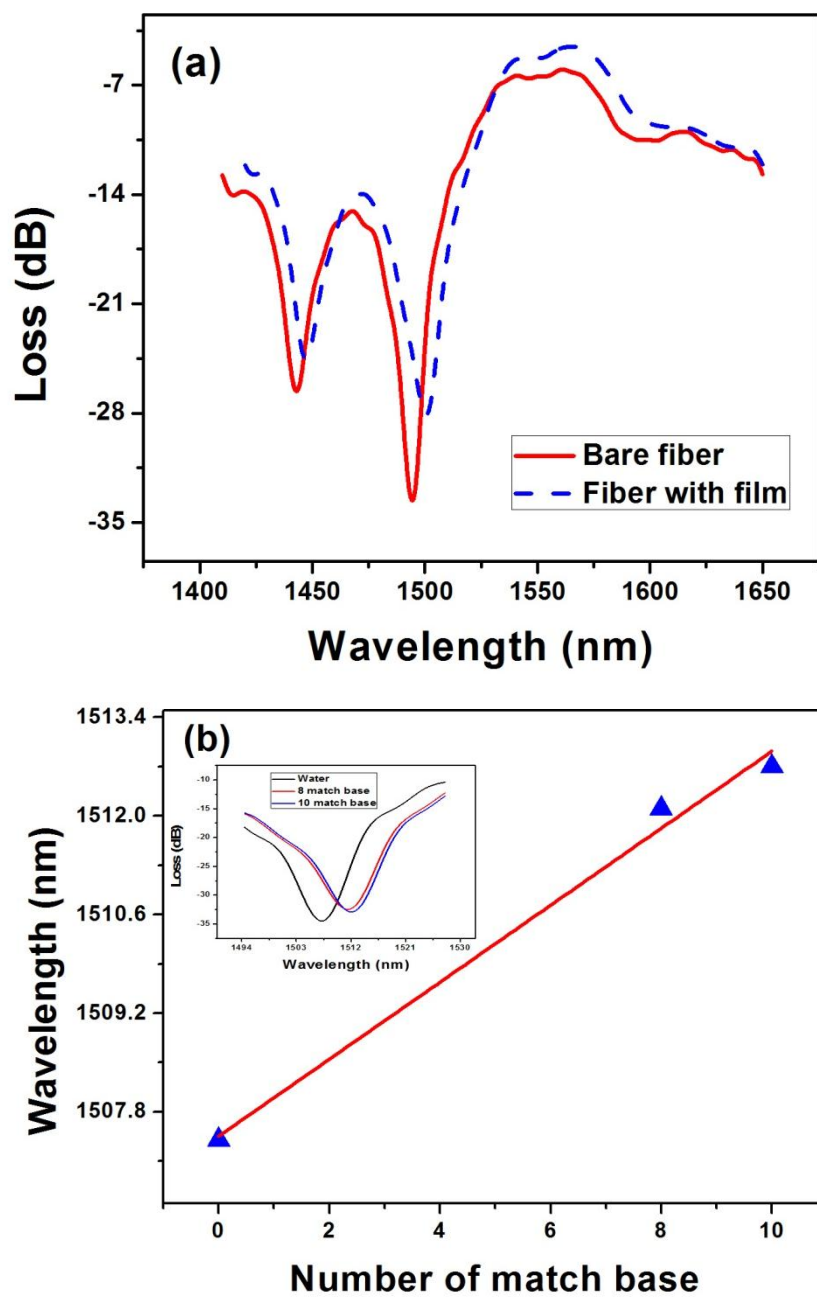 (a)
-7
-14
-21
-28
-35
Loss (dB)
Bare fiber
Fiber with film
1400 1450 1500 1550 1600 1650
Wavelength (nm)
(b)
1513.4
1512.0
1510.6
1509.2
1507.8
Wavelength (nm)
-10
-15
-20
-25
-30
-35
Loss (dB)
Water
8 match base
10 match base
1494 1503 1512 1521 1530
Wavelength (nm)
0 2 4 6 8 10
Number of match base